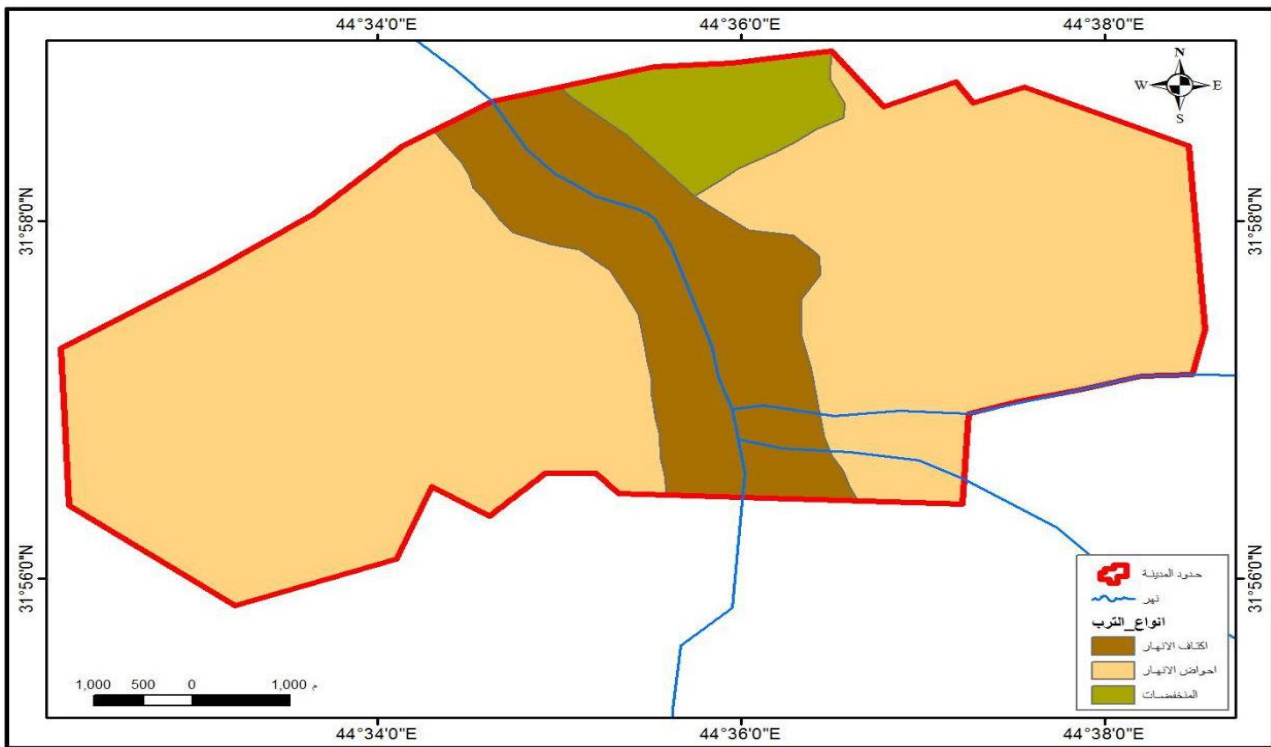 44°34'0"E 44°36'0"E 44°38'0"E
N
W E
S
31°58'0"N 31°58'0"N
31°56'0"N 31°56'0"N
حدود المدينة
نهر
انواع_الترب
اكتاف الانهار
احواض الانهار
المنخفضات
1,000 500 0 1,000 م
44°34'0"E 44°36'0"E 44°38'0"E